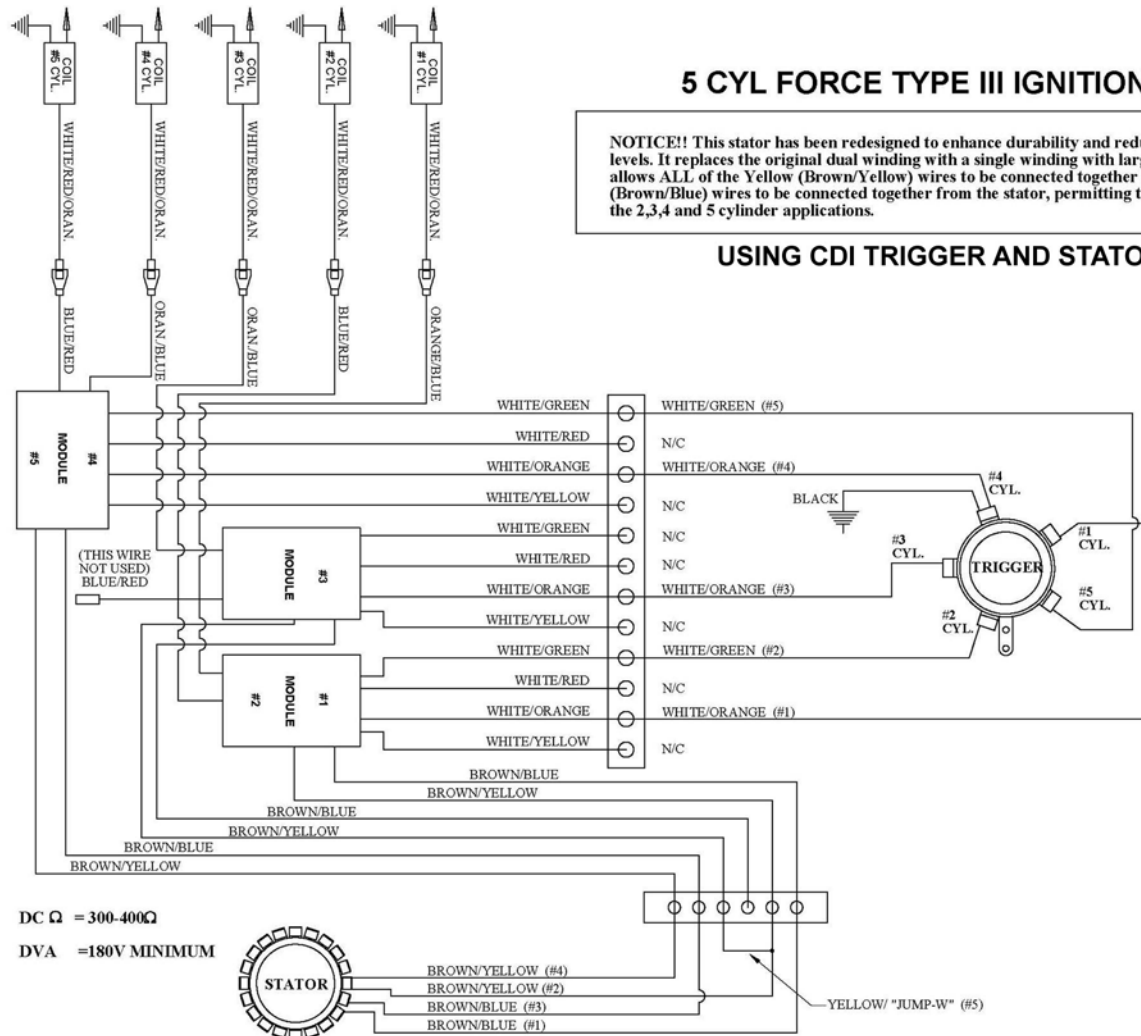 COIL
#5 CYL.
COIL
#4 CYL.
COIL
#3 CYL.
COIL
#2 CYL.
COIL
#1 CYL.
5 CYL FORCE TYPE III IGNITION
NOTICE!! This stator has been redesigned to enhance durability and redu
levels. It replaces the original dual winding with a single winding with larg
allows ALL of the Yellow (Brown/Yellow) wires to be connected together
(Brown/Blue) wires to be connected together from the stator, permitting t
the 2,3,4 and 5 cylinder applications.
USING CDI TRIGGER AND STATO
WHITE/RED/ORAN.
WHITE/RED/ORAN.
WHITE/RED/ORAN.
WHITE/RED/ORAN.
WHITE/RED/ORAN.
BLUE/RED
ORAN./BLUE
ORAN./BLUE
BLUE/RED
ORANGE/BLUE
#4
MODULE
#5
WHITE/GREEN
WHITE/GREEN (#5)
WHITE/RED
N/C
WHITE/ORANGE
WHITE/ORANGE (#4)
WHITE/YELLOW
N/C
WHITE/GREEN
N/C
WHITE/RED
N/C
WHITE/ORANGE
WHITE/ORANGE (#3)
WHITE/YELLOW
N/C
WHITE/GREEN
WHITE/GREEN (#2)
WHITE/RED
N/C
WHITE/ORANGE
WHITE/ORANGE (#1)
WHITE/YELLOW
N/C
(THIS WIRE
NOT USED)
BLUE/RED
#3
MODULE
#1
MODULE
#2
BLACK
#4
CYL.
#3
CYL.
#1
CYL.
TRIGGER
#5
CYL.
#2
CYL.
BROWN/BLUE
BROWN/YELLOW
BROWN/BLUE
BROWN/YELLOW
BROWN/BLUE
BROWN/YELLOW
DC Ω = 300-400Ω
DVA =180V MINIMUM
STATOR
BROWN/YELLOW (#4)
BROWN/YELLOW (#2)
BROWN/BLUE (#3)
BROWN/BLUE (#1)
YELLOW/ "JUMP-W" (#5)